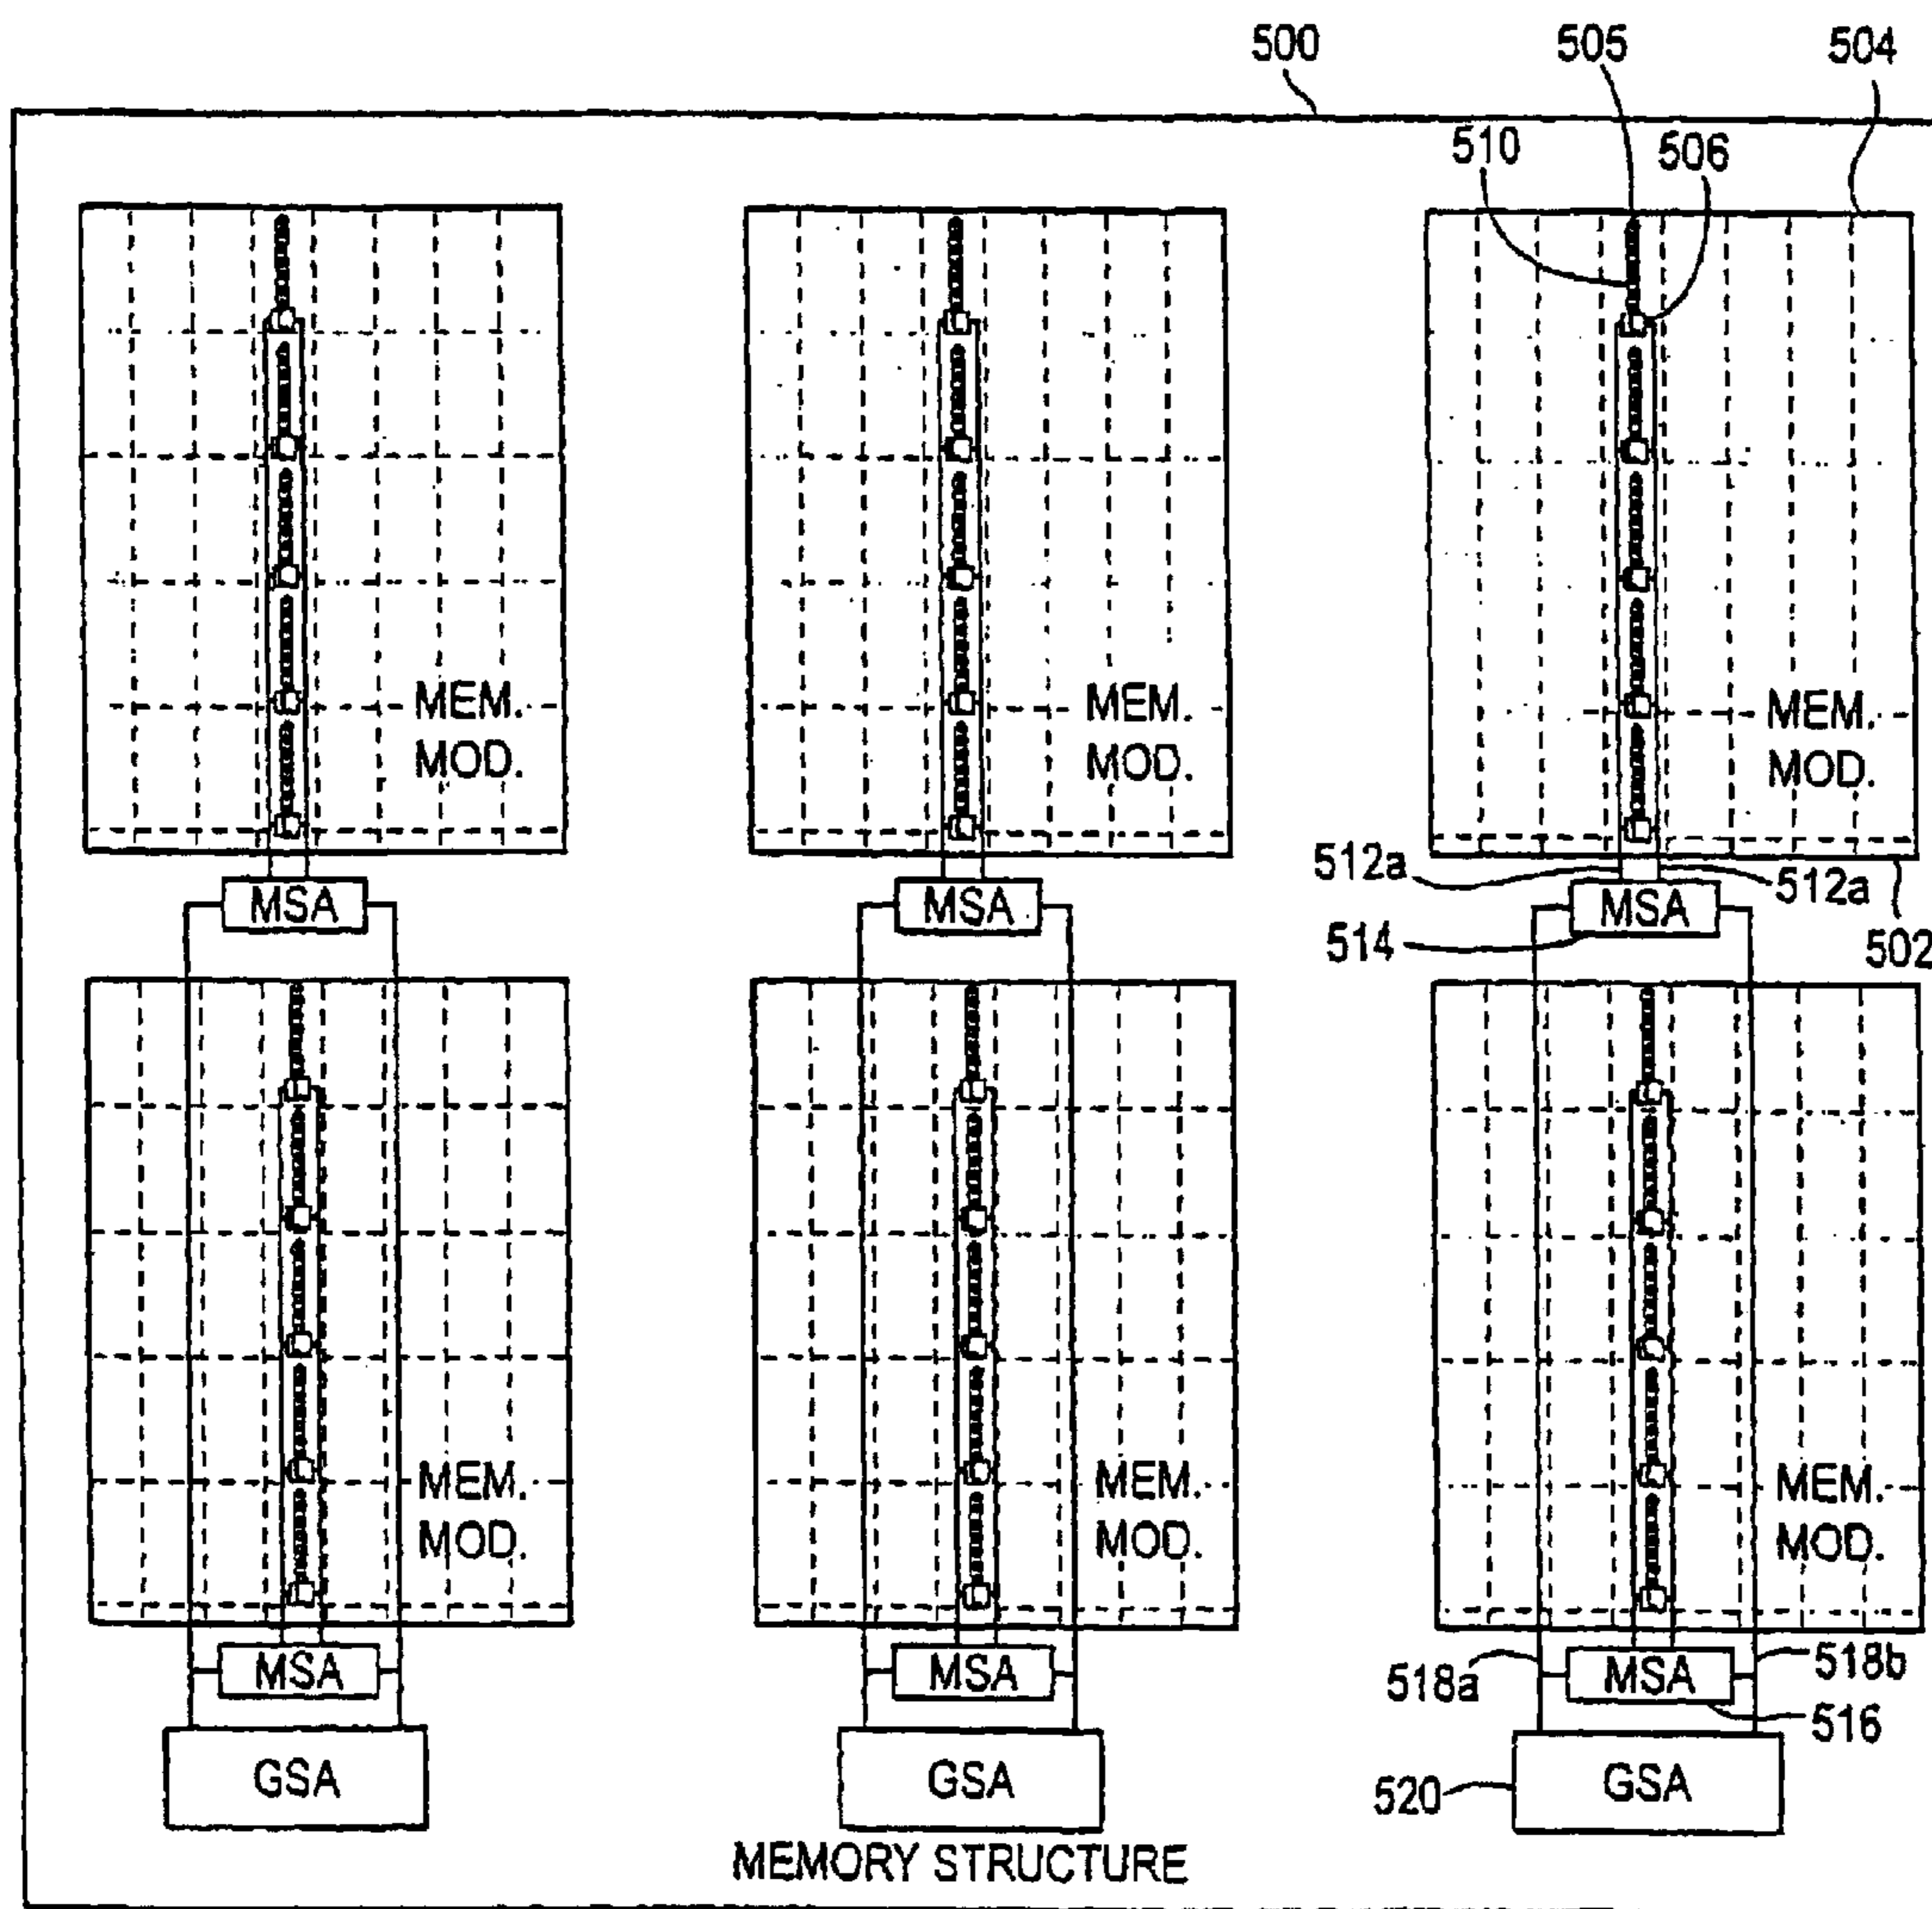 500
505
504
510
506
MEM.
MOD.
MEM.
MOD.
MEM.
MOD.
512a
512a
MSA
MSA
MSA
514
502
MEM.
MOD.
MEM.
MOD.
MEM.
MOD.
MSA
MSA
518a
MSA
518b
516
GSA
GSA
520
GSA
MEMORY STRUCTURE